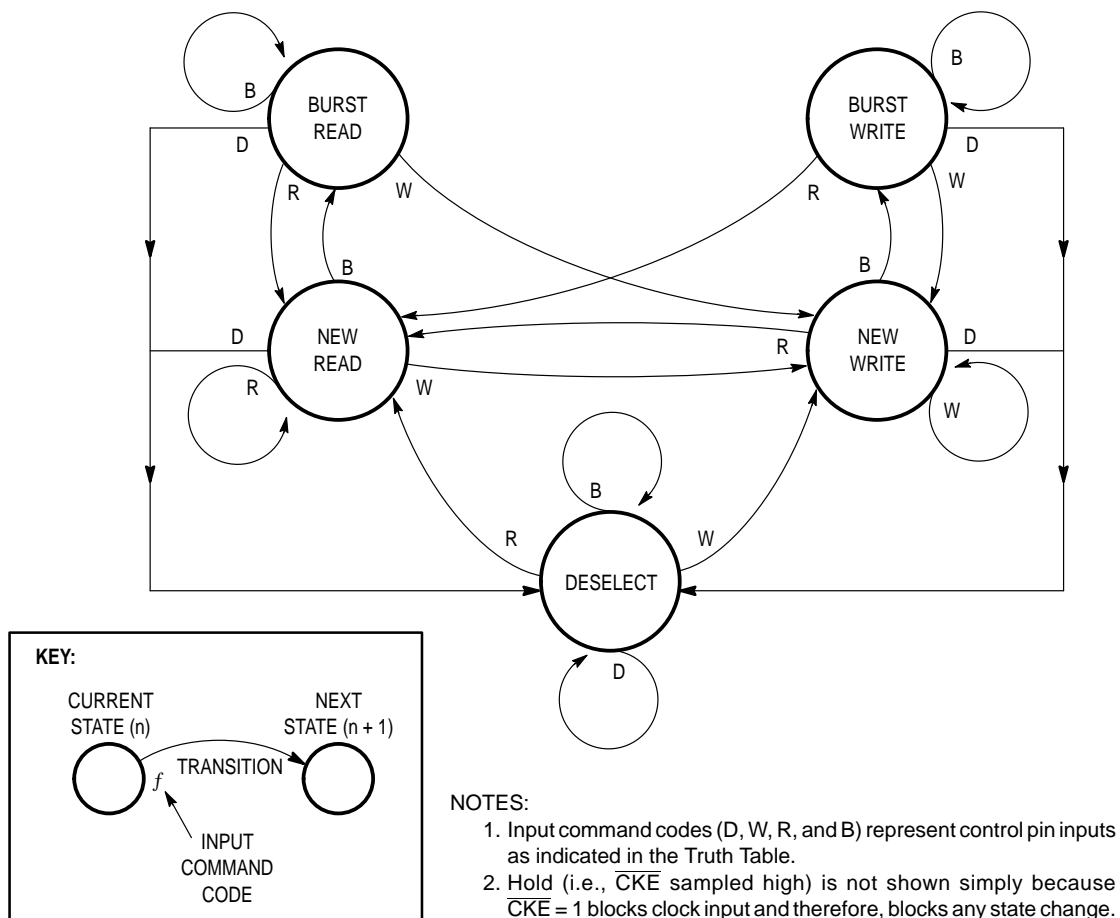 B
BURST
READ
D
R
W
B
BURST
WRITE
B
D
W
R
B
D
NEW
READ
R
W
R
NEW
WRITE
D
W
B
R
W
DESELECT
D
KEY:
CURRENT
STATE (n)
NEXT
STATE (n + 1)
TRANSITION
f
INPUT
COMMAND
CODE
NOTES:
1. Input command codes (D, W, R, and B) represent control pin inputs
as indicated in the Truth Table.
2. Hold (i.e., CKE sampled high) is not shown simply because
CKE = 1 blocks clock input and therefore, blocks any state change.